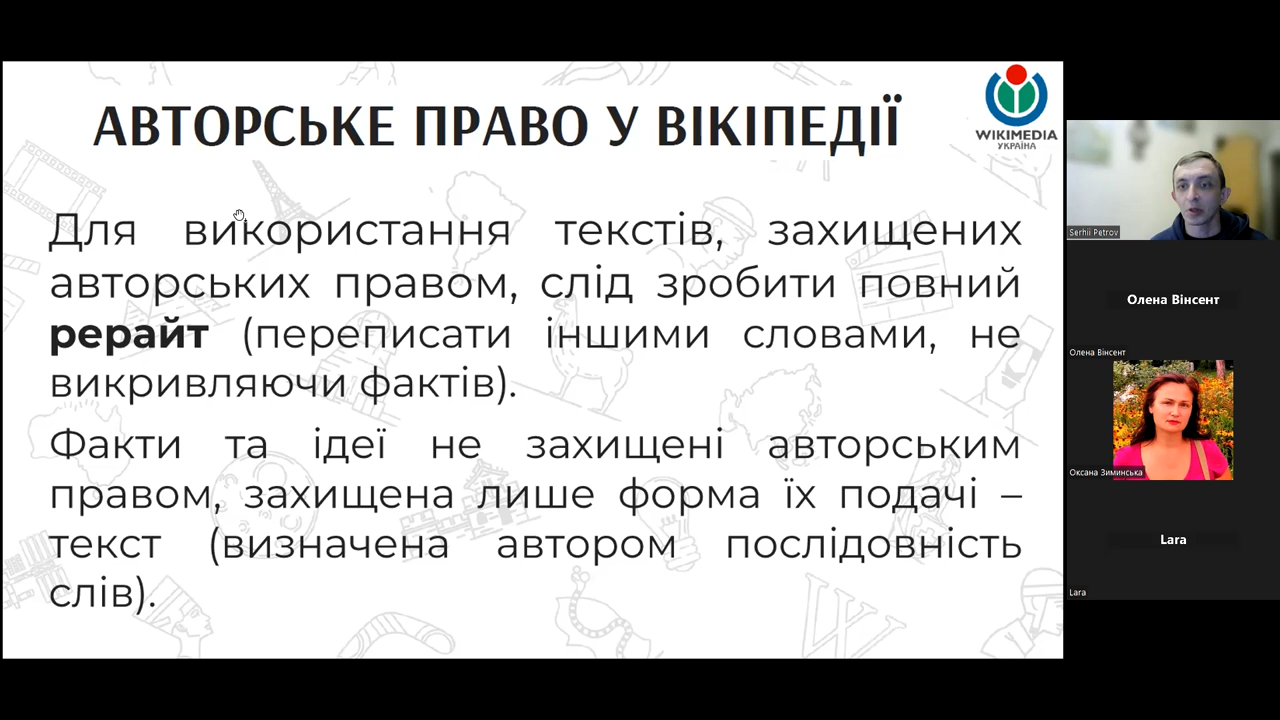 АВТОРСЬКЕ ПРАВО У ВІКІПЕДІЇ
WIKIMEDIA
УКРАЇНА
Для використання текстів, захищених
авторських правом, слід зробити повний
рерайт (переписати іншими словами, не
викривляючи фактів).
Факти та ідеї не захищені авторським
правом, захищена лише форма їх подачі –
текст (визначена автором послідовність
слів).
Serhii Petrov
Олена Вінсент
Олена Вінсент
Оксана Зиминська
Lara
Lara